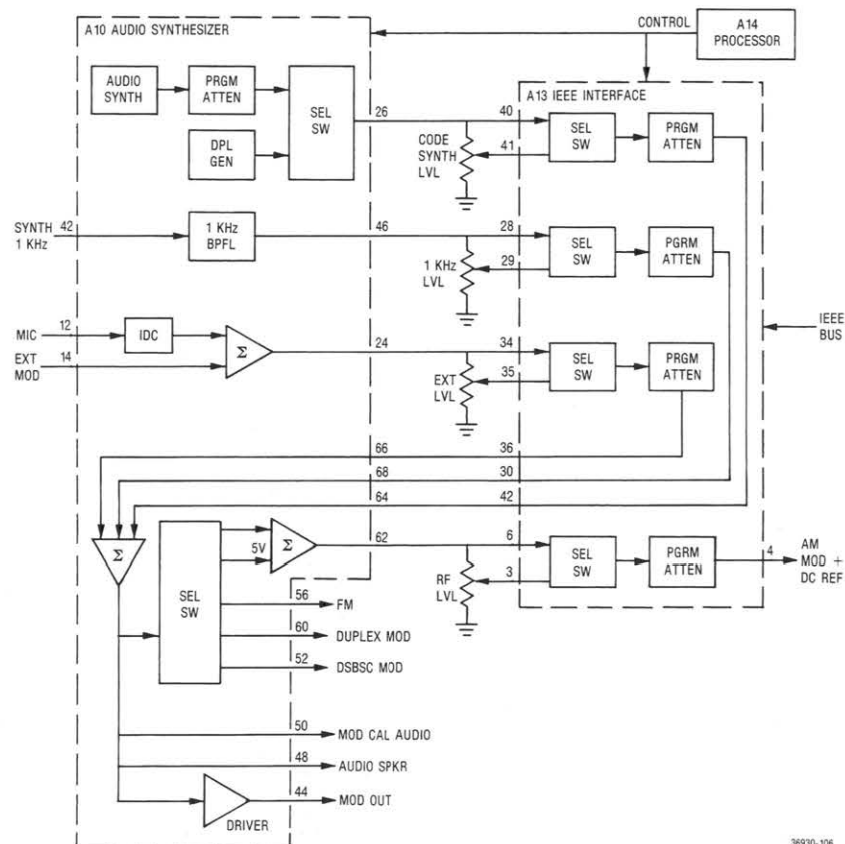 A10 AUDIO SYNTHESIZER
CONTROL
A14
PROCESSOR
AUDIO
SYNTH
PRGM
ATTEN
SEL
SW
DPL
GEN
26
40
41
CODE
SYNTH
LVL
A13 IEEE INTERFACE
SEL
SW
PRGM
ATTEN
SYNTH
1 KHz
42
1 KHz
BPFL
46
28
29
1 KHz
LVL
SEL
SW
PGRM
ATTEN
MIC
12
IDC
EXT
MOD
14
Σ
24
34
35
EXT
LVL
SEL
SW
PRGM
ATTEN
IEEE
BUS
66
36
68
30
64
42
Σ
SEL
SW
5V
Σ
62
6
3
RF
LVL
SEL
SW
PGRM
ATTEN
4
AM
MOD +
DC REF
56
FM
60
DUPLEX MOD
52
DSBSC MOD
50
MOD CAL AUDIO
48
AUDIO SPKR
44
MOD OUT
DRIVER
36930-106